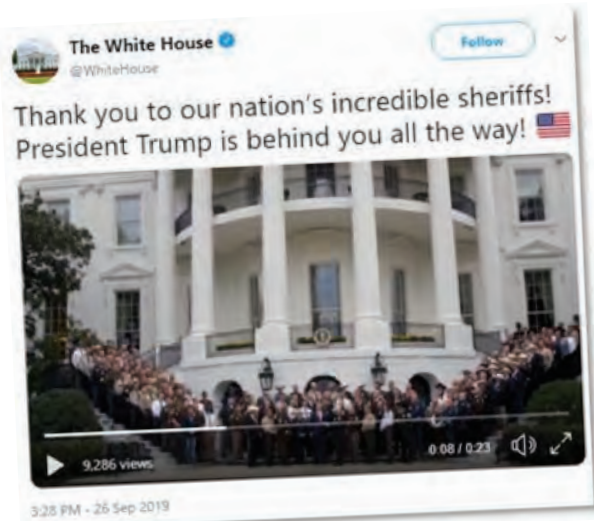 The White House
@WhiteHouse
Follow
Thank you to our nation's incredible sheriffs!
President Trump is behind you all the way!
9,286 views
0:08 / 0:23
3:28 PM - 26 Sep 2019